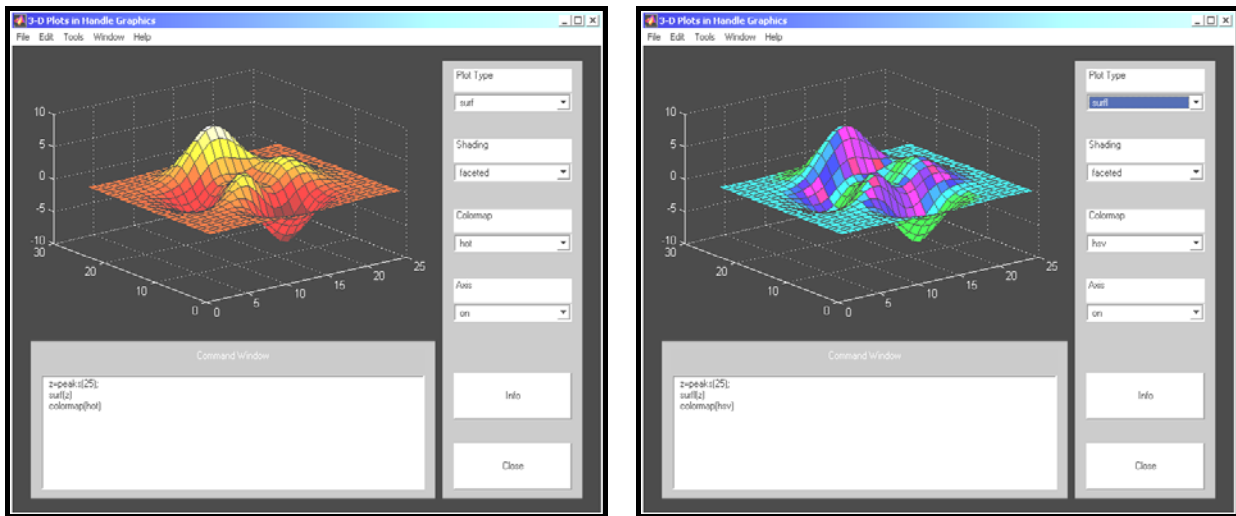 3-D Plots in Handle Graphics
File Edit Tools Window Help
10
5
0
-5
-10
30
20
10
0
0
5
10
15
20
25
Plot Type
surf
Shading
faceted
Colormap
hot
Axis
on
Command Window
z=peaks(25);
surf(z)
colormap(hot)
Info
Close
3-D Plots in Handle Graphics
File Edit Tools Window Help
10
5
0
-5
-10
30
20
10
0
0
5
10
15
20
25
Plot Type
surfl
Shading
faceted
Colormap
hsv
Axis
on
Command Window
z=peaks(25);
surfl(z)
colormap(hsv)
Info
Close